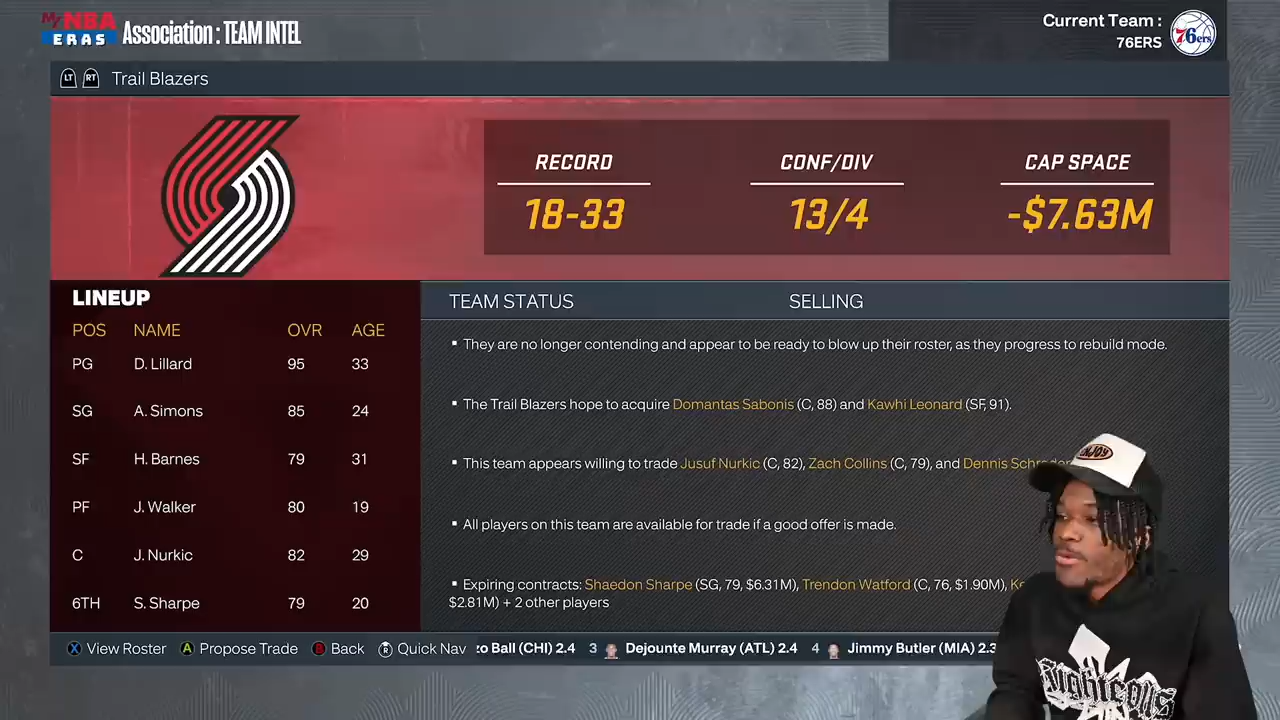 My NBA
ERAS
Association : TEAM INTEL
Current Team :
76ERS
76ers
LT RT Trail Blazers
RECORD CONF/DIV CAP SPACE
18-33 13/4 -$7.63M
LINEUP
POS NAME OVR AGE
PG D. Lillard 95 33
SG A. Simons 85 24
SF H. Barnes 79 31
PF J. Walker 80 19
C J. Nurkic 82 29
6TH S. Sharpe 79 20
TEAM STATUS SELLING
▪ They are no longer contending and appear to be ready to blow up their roster, as they progress to rebuild mode.
▪ The Trail Blazers hope to acquire Domantas Sabonis (C, 88) and Kawhi Leonard (SF, 91).
▪ This team appears willing to trade Jusuf Nurkic (C, 82), Zach Collins (C, 79), and Dennis
▪ All players on this team are available for trade if a good offer is made.
▪ Expiring contracts: Shaedon Sharpe (SG, 79, $6.31M), Trendon Watford (C, 76, $1.90M),
$2.81M) + 2 other players
X View Roster A Propose Trade B Back R Quick Nav zo Ball (CHI) 2.4 3 Dejounte Murray (ATL) 2.4 4 Jimmy Butler (MIA) 2.3
ENJOY
Righteous